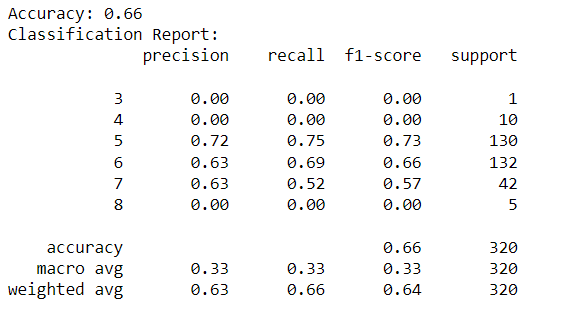 Accuracy: 0.66
Classification Report:
precision recall f1-score support
3 0.00 0.00 0.00 1
4 0.00 0.00 0.00 10
5 0.72 0.75 0.73 130
6 0.63 0.69 0.66 132
7 0.63 0.52 0.57 42
8 0.00 0.00 0.00 5
accuracy 0.66 320
macro avg 0.33 0.33 0.33 320
weighted avg 0.63 0.66 0.64 320